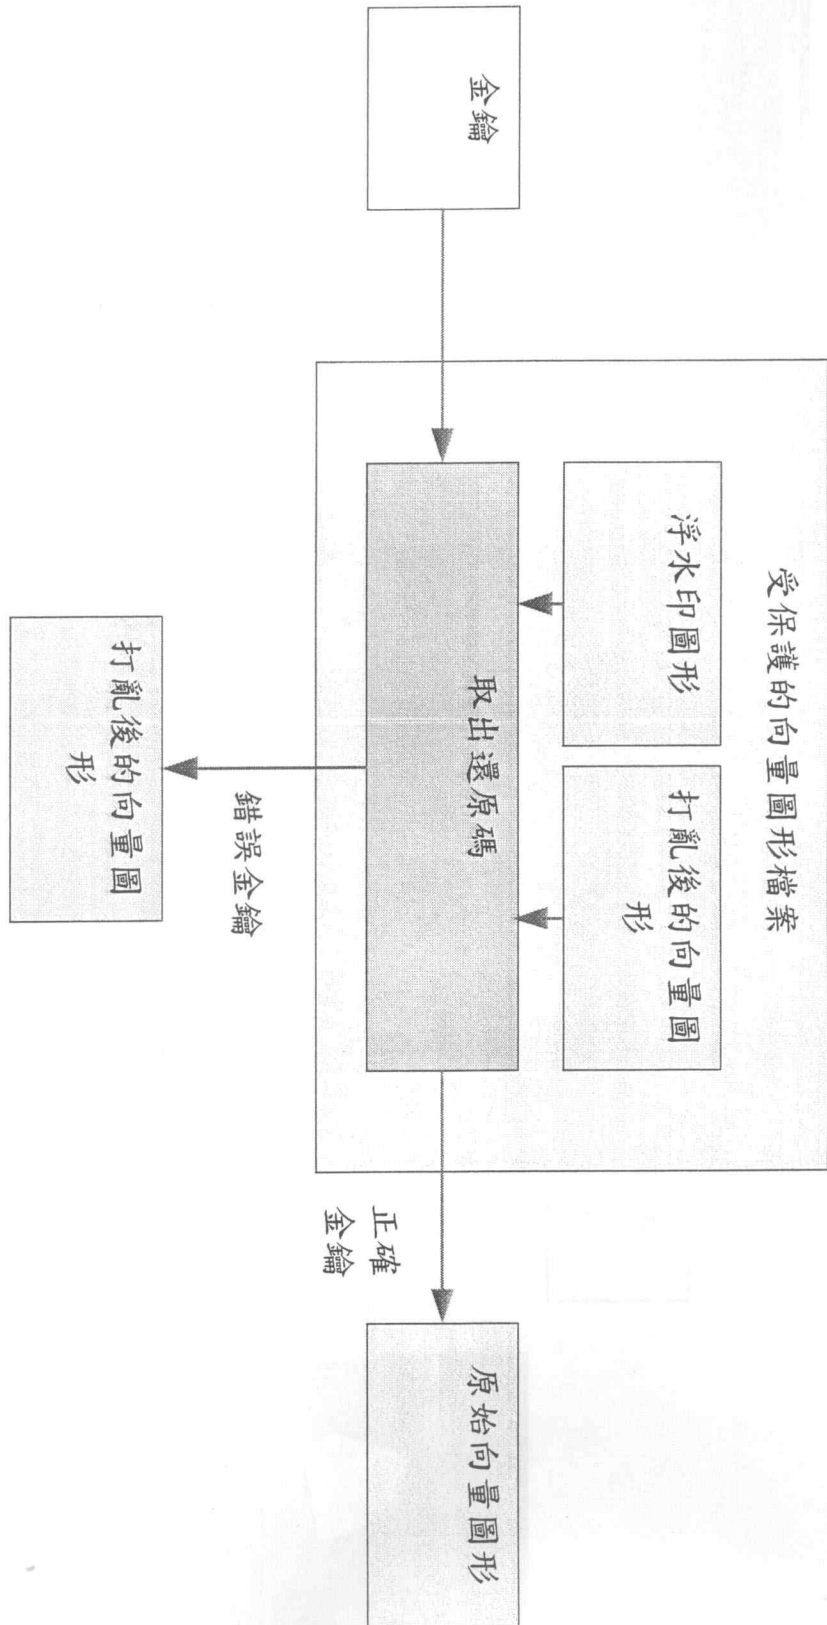 受保護的向量圖形檔案
浮水印圖形
打亂後的向量圖
形
金鑰
取出還原碼
正確
金鑰
原始向量圖形
錯誤金鑰
打亂後的向量圖
形